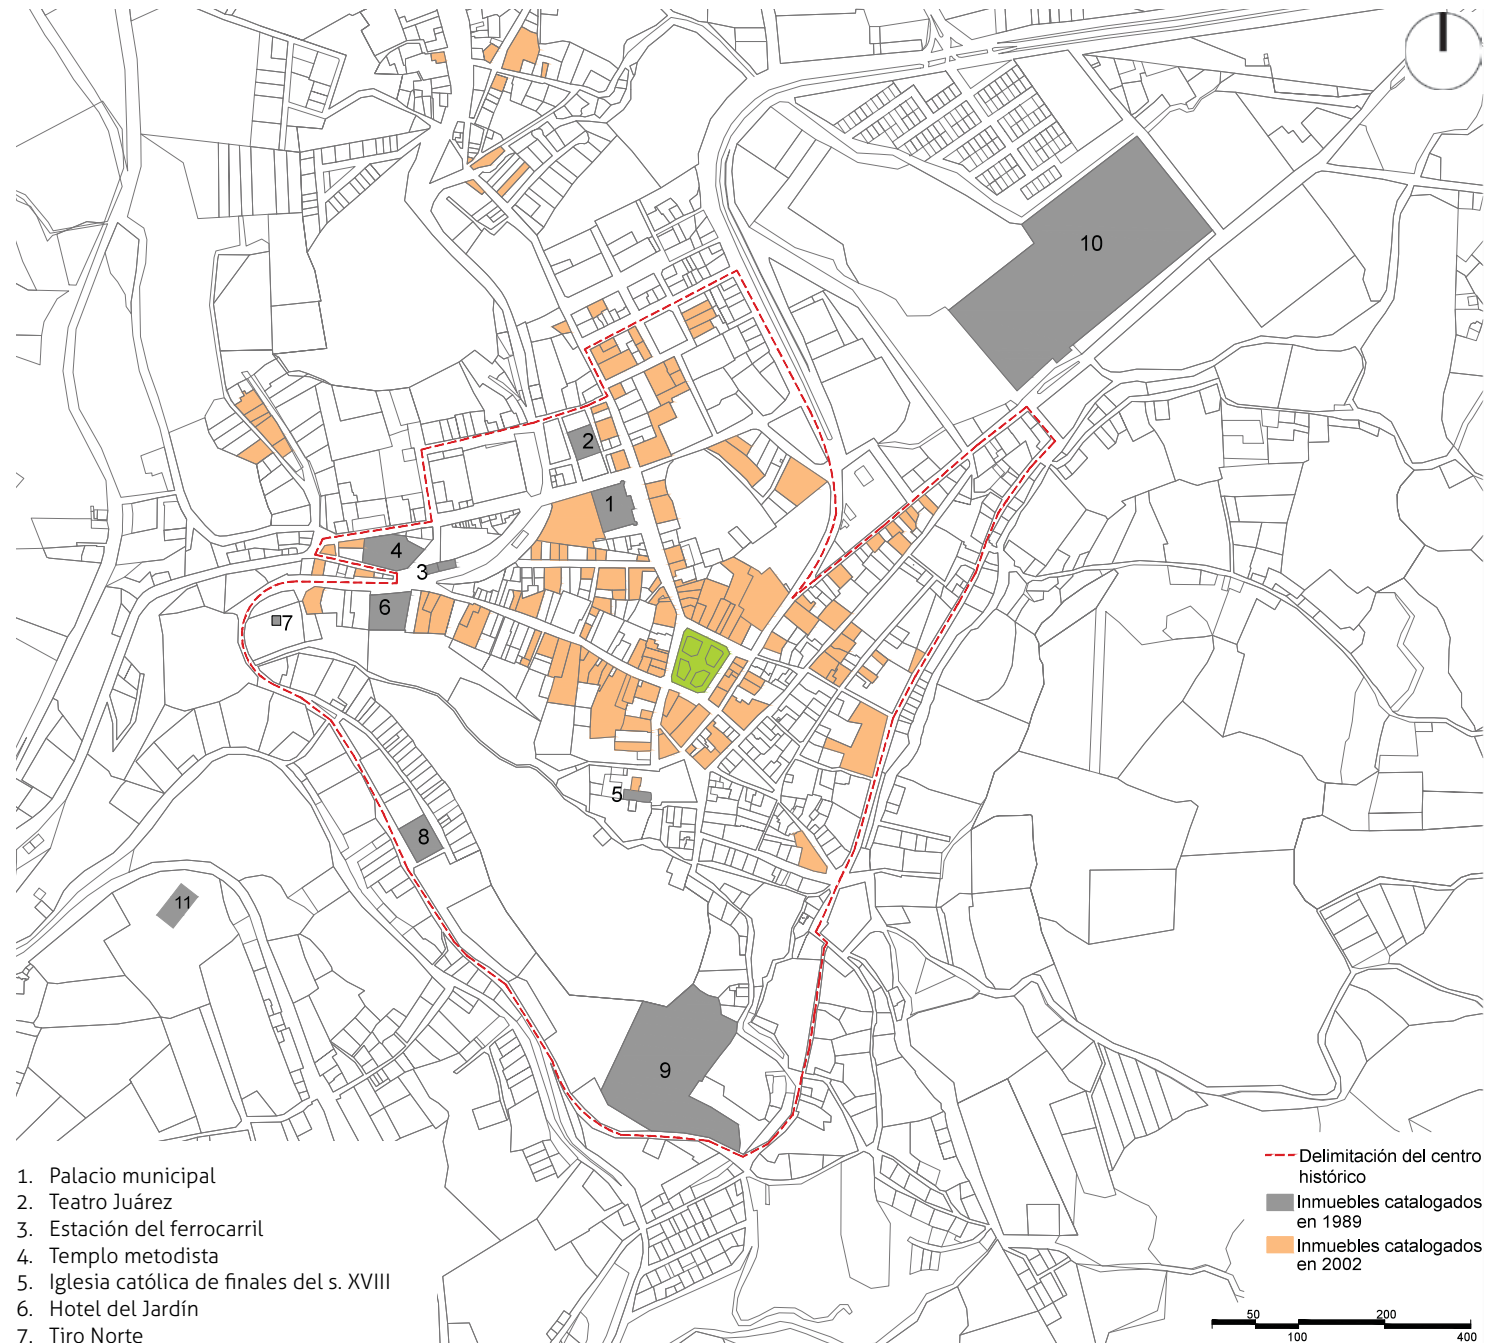 10
2
1
4
3
6
7
5
8
11
9
1. Palacio municipal
2. Teatro Juárez
3. Estación del ferrocarril
4. Templo metodista
5. Iglesia católica de finales del s. XVIII
6. Hotel del Jardín
7. Tiro Norte
Delimitación del centro
histórico
Inmuebles catalogados
en 1989
Inmuebles catalogados
en 2002
50 200
100 400